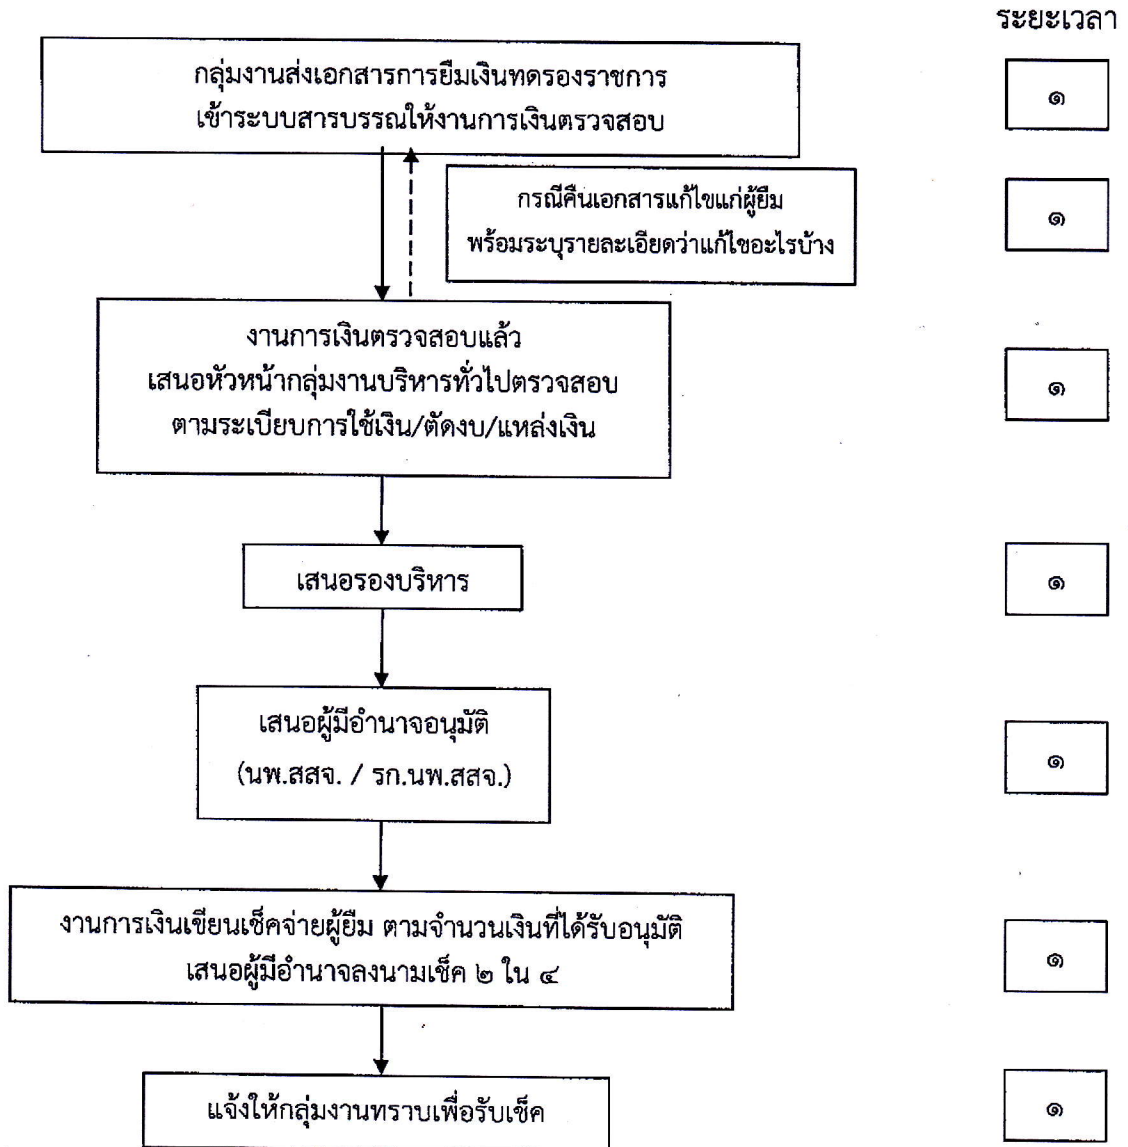 ระยะเวลา
กลุ่มงานส่งเอกสารการยืมเงินทดรองราชการ
เข้าระบบสารบรรณให้งานการเงินตรวจสอบ
๑
กรณีคืนเอกสารแก้ไขแก่ผู้ยืม
พร้อมระบุรายละเอียดว่าแก้ไขอะไรบ้าง
๑
งานการเงินตรวจสอบแล้ว
เสนอหัวหน้ากลุ่มงานบริหารทั่วไปตรวจสอบ
ตามระเบียบการใช้เงิน/ตัดงบ/แหล่งเงิน
๑
เสนอรองบริหาร
๑
เสนอผู้มีอำนาจอนุมัติ
(นพ.สสจ. / รก.นพ.สสจ.)
๑
งานการเงินเขียนเช็คจ่ายผู้ยืม ตามจำนวนเงินที่ได้รับอนุมัติ
เสนอผู้มีอำนาจลงนามเช็ค ๒ ใน ๔
๑
แจ้งให้กลุ่มงานทราบเพื่อรับเช็ค
๑